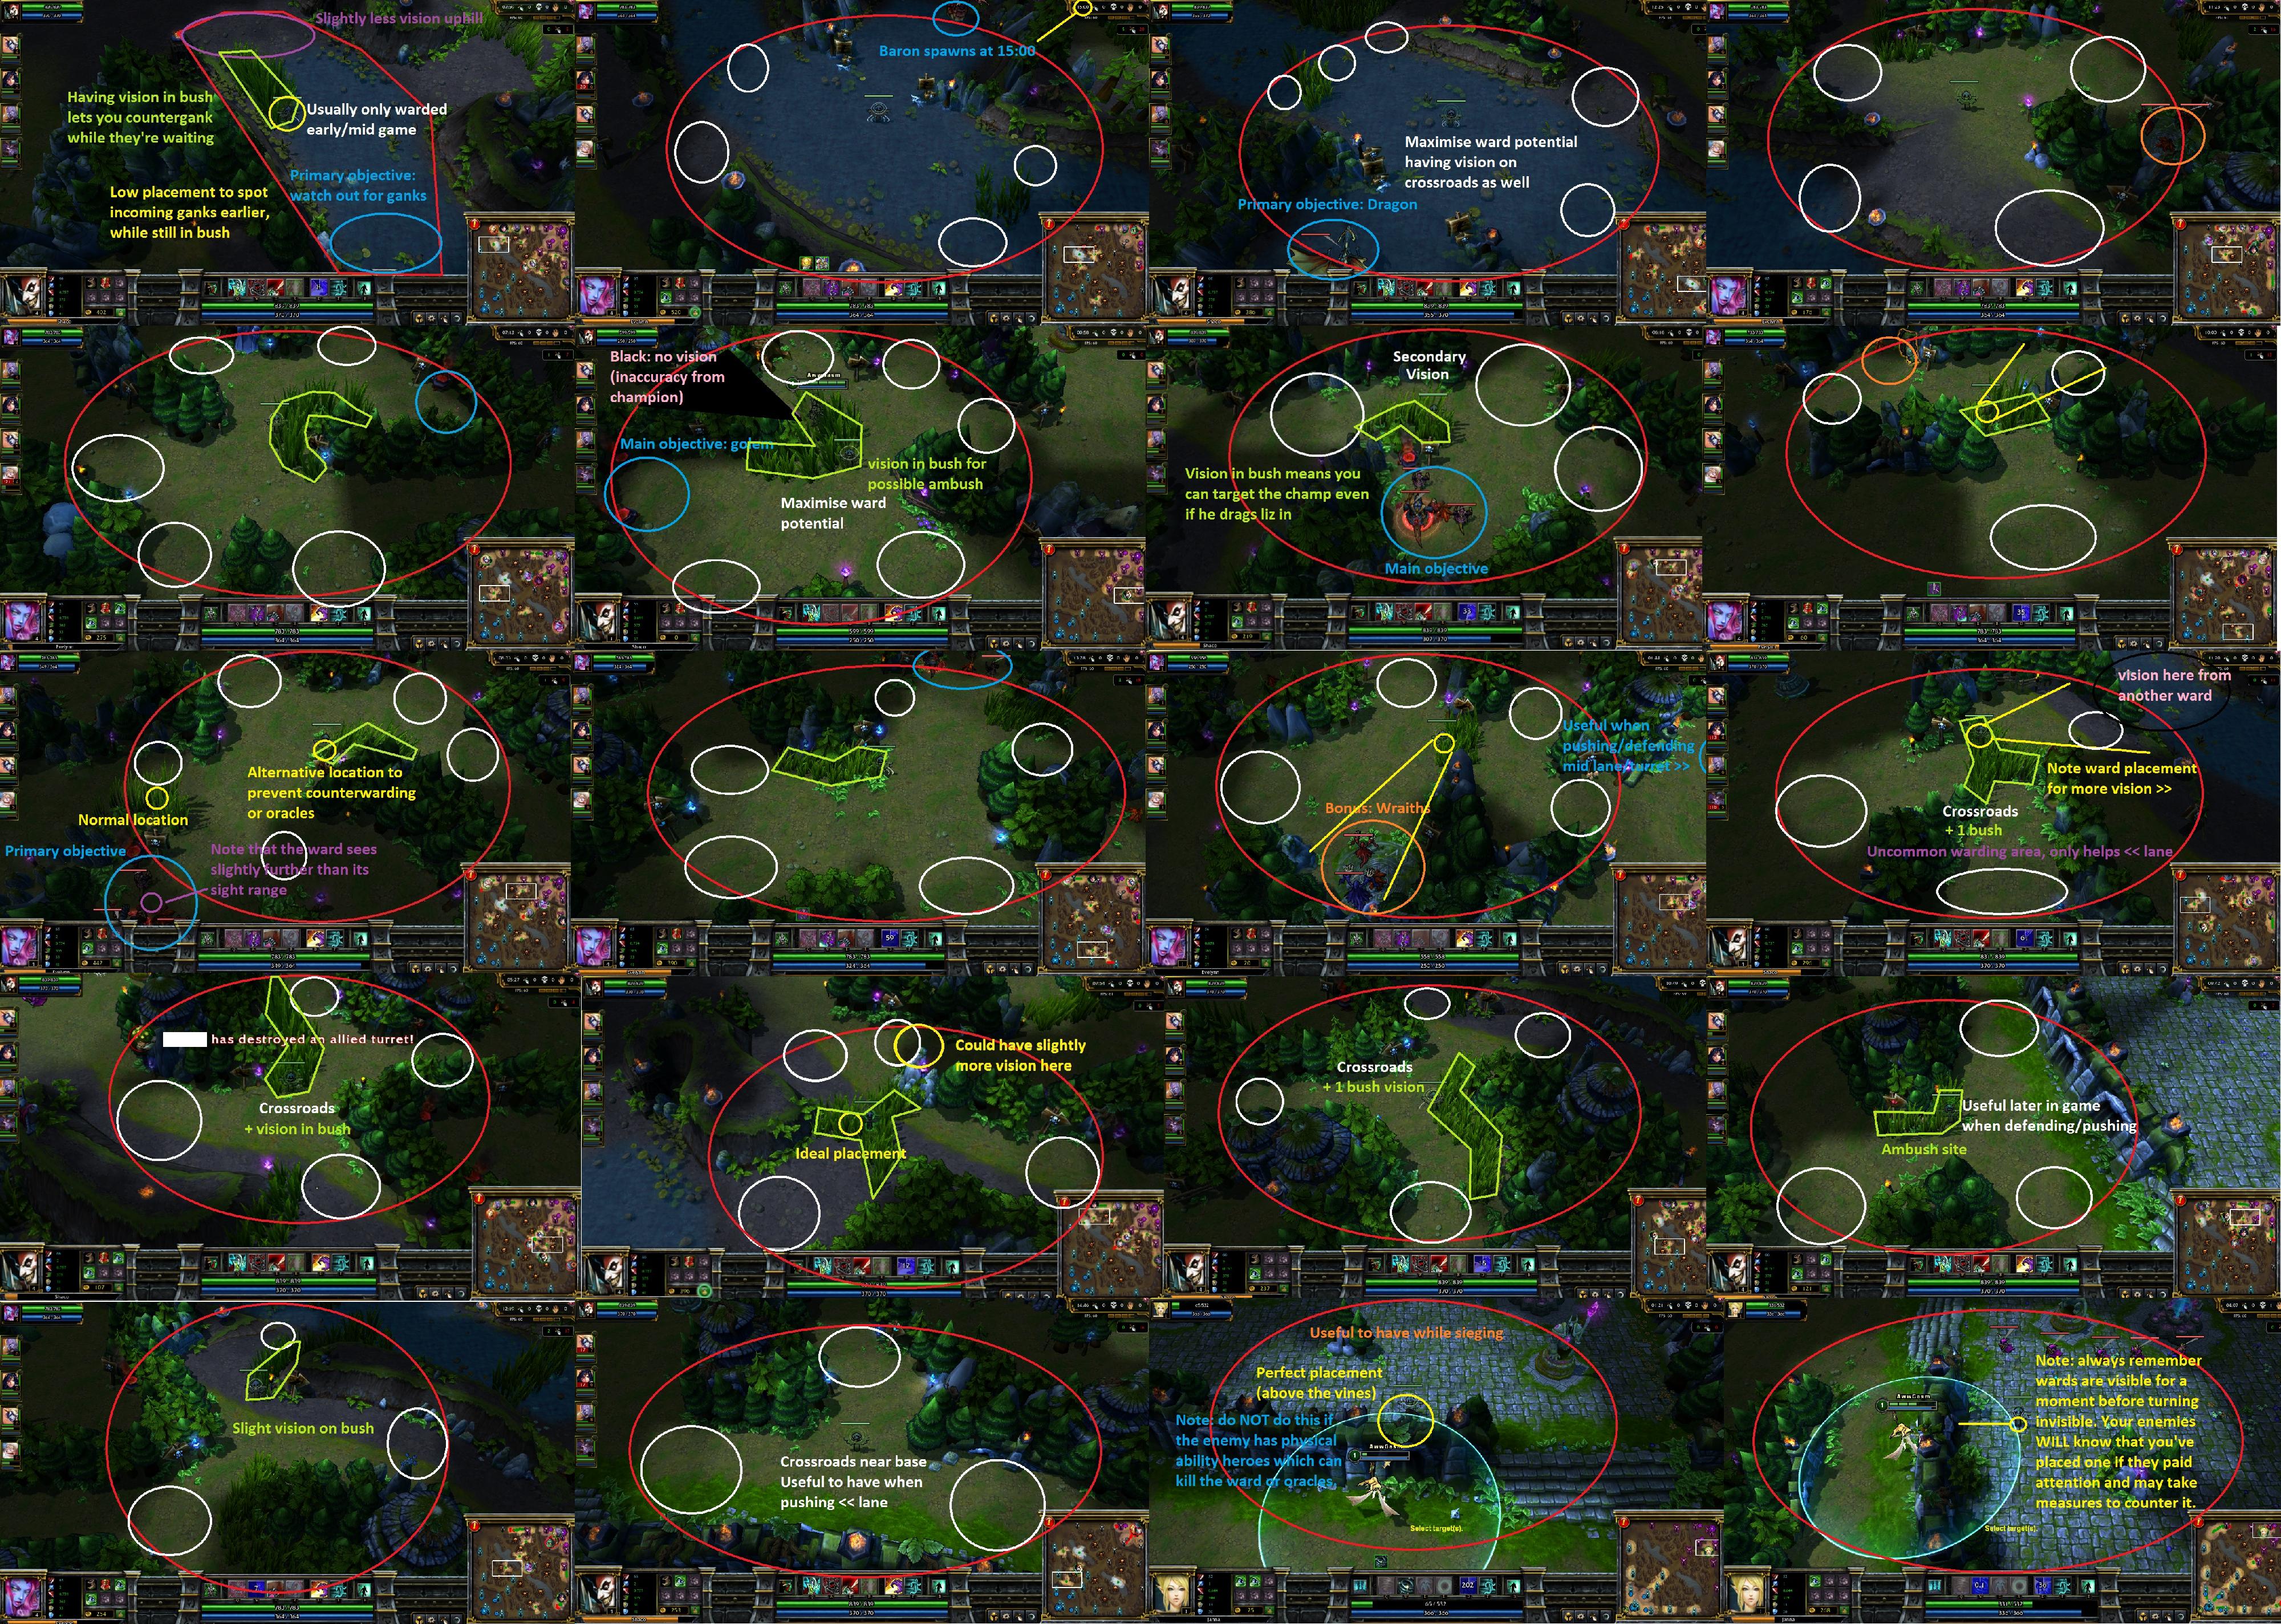 Slightly less vision uphill
Having vision in bush
lets you countergank
while they're waiting
Usually only warded
early/mid game
Primary objective:
watch out for ganks
Low placement to spot
incoming ganks earlier,
while still in bush
Baron spawns at 15:00
Maximise ward potential
having vision on
crossroads as well
Primary objective: Dragon
Black: no vision
(inaccuracy from
champion)
Main objective: golem
vision in bush for
possible ambush
Maximise ward
potential
Secondary
Vision
Vision in bush means you
can target the champ even
if he drags liz in
Main objective
Alternative location to
prevent counterwarding
or oracles
Normal location
Primary objective
Note that the ward sees
slightly further than its
sight range
Useful when
pushing/defending
mid lane/turret >>
Bonus: Wraiths
vision here from
another ward
Note ward placement
for more vision >>
Crossroads
+ 1 bush
Uncommon warding area, only helps << lane
has destroyed an allied turret!
Crossroads
+ vision in bush
Could have slightly
more vision here
Ideal placement
Crossroads
+ 1 bush vision
Useful later in game
when defending/pushing
Ambush site
Slight vision on bush
Crossroads near base
Useful to have when
pushing << lane
Useful to have while sieging
Perfect placement
(above the vines)
Note: do NOT do this if
the enemy has physical
ability heroes which can
kill the ward or oracles.
Select target(s).
Note: always remember
wards are visible for a
moment before turning
invisible. Your enemies
WILL know that you've
placed one if they paid
attention and may take
measures to counter it.
Select target(s).